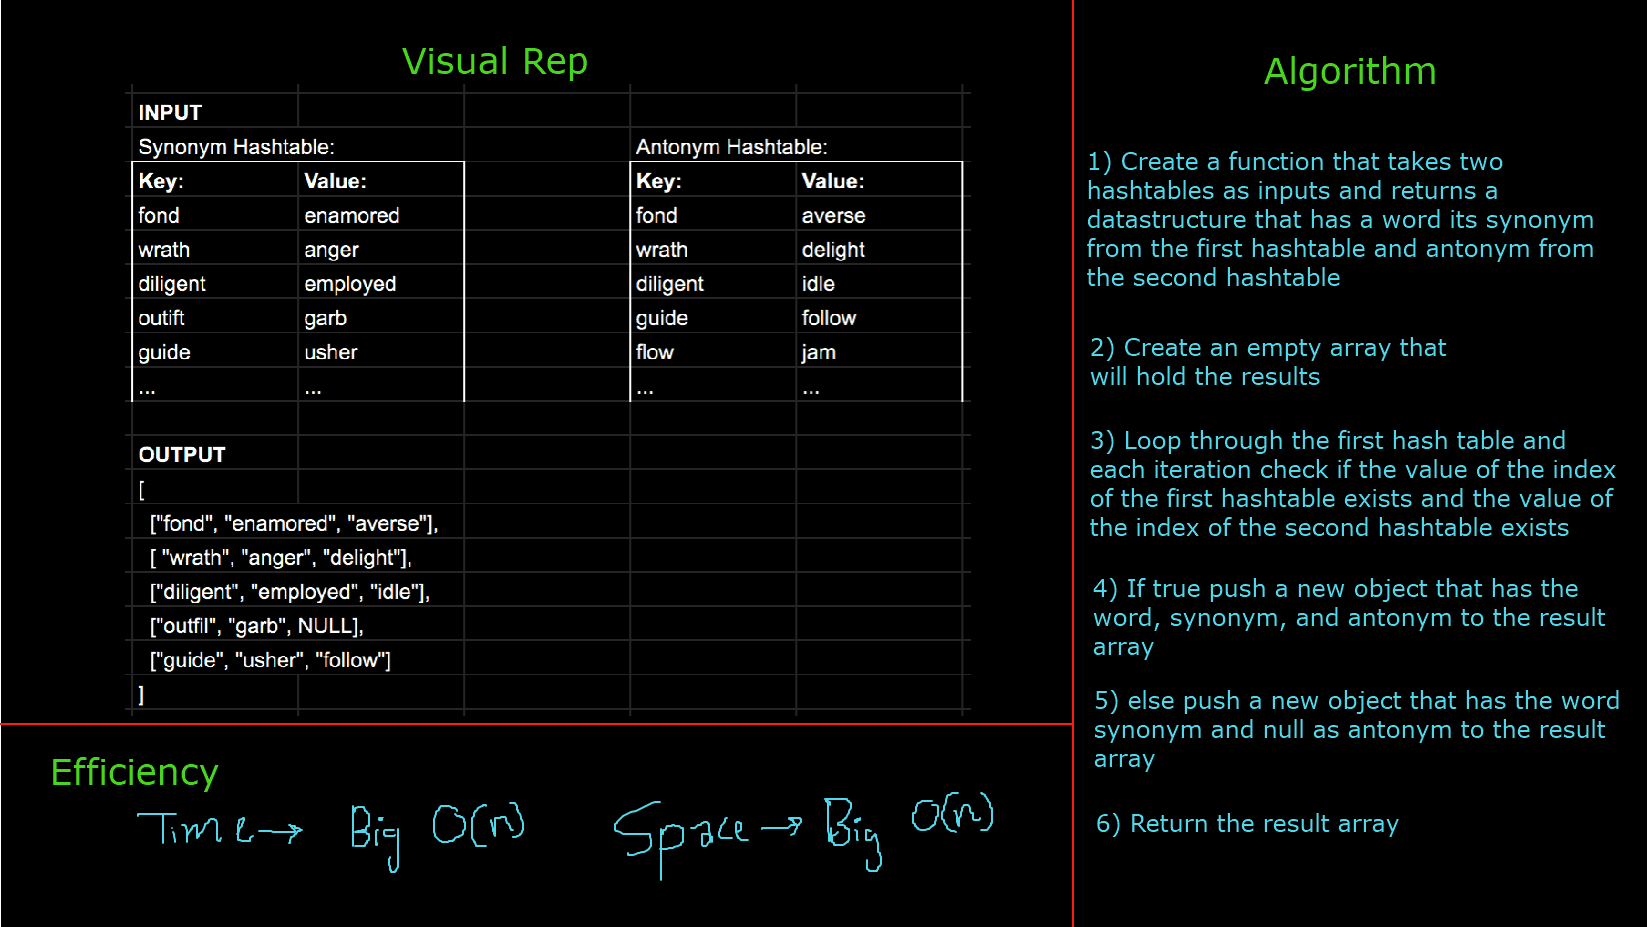 Visual Rep
INPUT
Synonym Hashtable: Antonym Hashtable:
Key: Value: Key: Value:
fond enamored fond averse
wrath anger wrath delight
diligent employed diligent idle
outift garb guide follow
guide usher flow jam
... ... ... ...
OUTPUT
[
["fond", "enamored", "averse"],
[ "wrath", "anger", "delight"],
["diligent", "employed", "idle"],
["outfil", "garb", NULL],
["guide", "usher", "follow"]
]
Efficiency
Time → Big O(n) Space → Big O(n)
Algorithm
1) Create a function that takes two
hashtables as inputs and returns a
datastructure that has a word its synonym
from the first hashtable and antonym from
the second hashtable
2) Create an empty array that
will hold the results
3) Loop through the first hash table and
each iteration check if the value of the index
of the first hashtable exists and the value of
the index of the second hashtable exists
4) If true push a new object that has the
word, synonym, and antonym to the result
array
5) else push a new object that has the word
synonym and null as antonym to the result
array
6) Return the result array